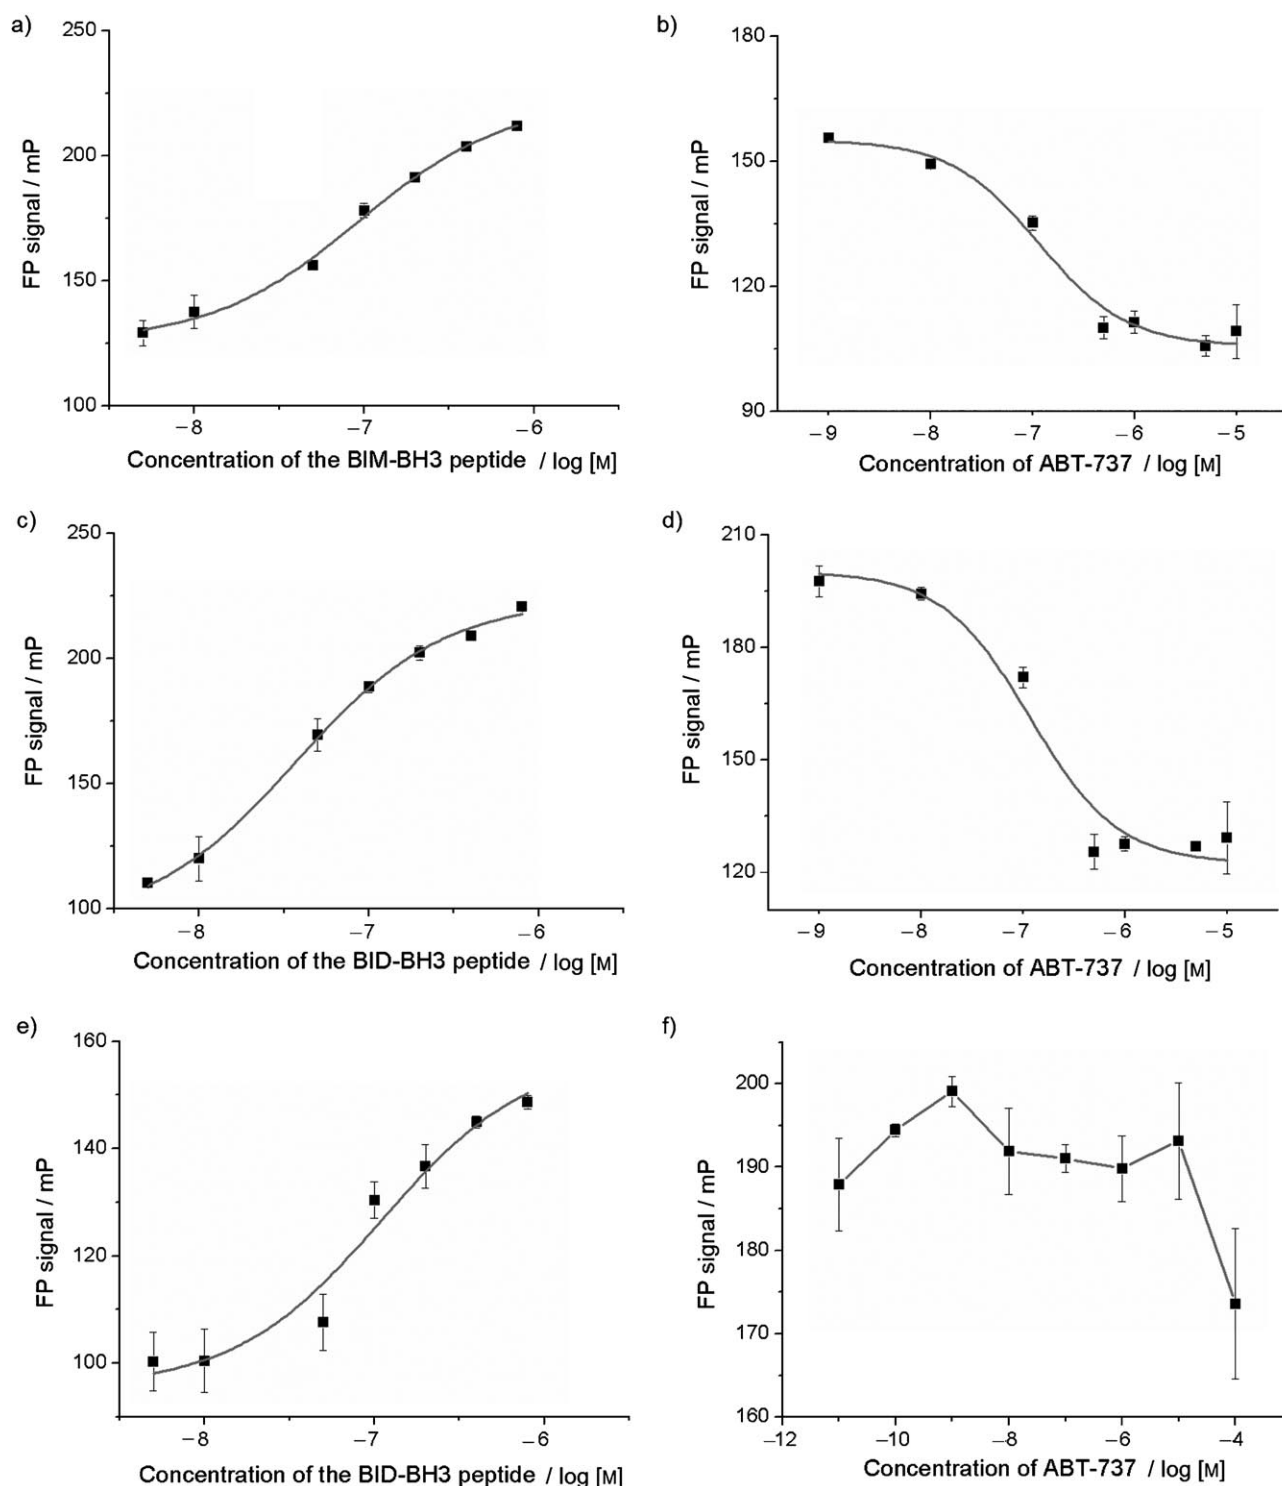 a)
250
200
150
100
FP signal / mP
−8 −7 −6
Concentration of the BIM-BH3 peptide / log [M]
b)
180
150
120
90
FP signal / mP
−9 −8 −7 −6 −5
Concentration of ABT-737 / log [M]
c)
250
200
150
100
FP signal / mP
−8 −7 −6
Concentration of the BID-BH3 peptide / log [M]
d)
210
180
150
120
FP signal / mP
−9 −8 −7 −6 −5
Concentration of ABT-737 / log [M]
e)
160
140
120
100
FP signal / mP
−8 −7 −6
Concentration of the BID-BH3 peptide / log [M]
f)
200
190
180
170
160
FP signal / mP
−12 −10 −8 −6 −4
Concentration of ABT-737 / log [M]